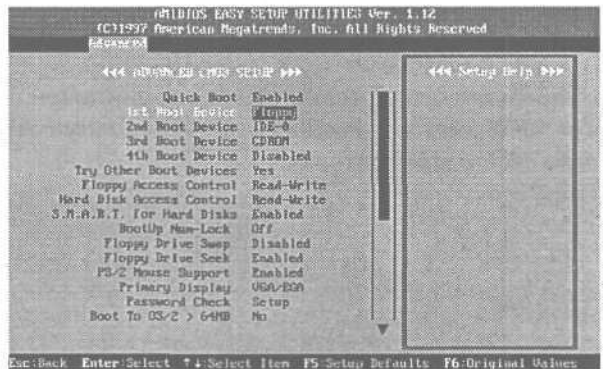 AMIBIOS EASY SETUP UTILITIES Ver. 1.12
(C)1997 American Megatrends, Inc. All Rights Reserved
Advanced
◄◄◄ ADVANCED CMOS SETUP ►►►
◄◄◄ Setup Help ►►►
Quick Boot Enabled
1st Boot Device Floppy
2nd Boot Device IDE-0
3rd Boot Device CDROM
4th Boot Device Disabled
Try Other Boot Devices Yes
Floppy Access Control Read-Write
Hard Disk Access Control Read-Write
S.M.A.R.T. for Hard Disks Enabled
BootUp Num-Lock Off
Floppy Drive Swap Disabled
Floppy Drive Seek Enabled
PS/2 Mouse Support Enabled
Primary Display VGA/EGA
Password Check Setup
Boot To OS/2 > 64MB No
Esc:Back Enter:Select ↑↓:Select Item F5:Setup Defaults F6:Original Values